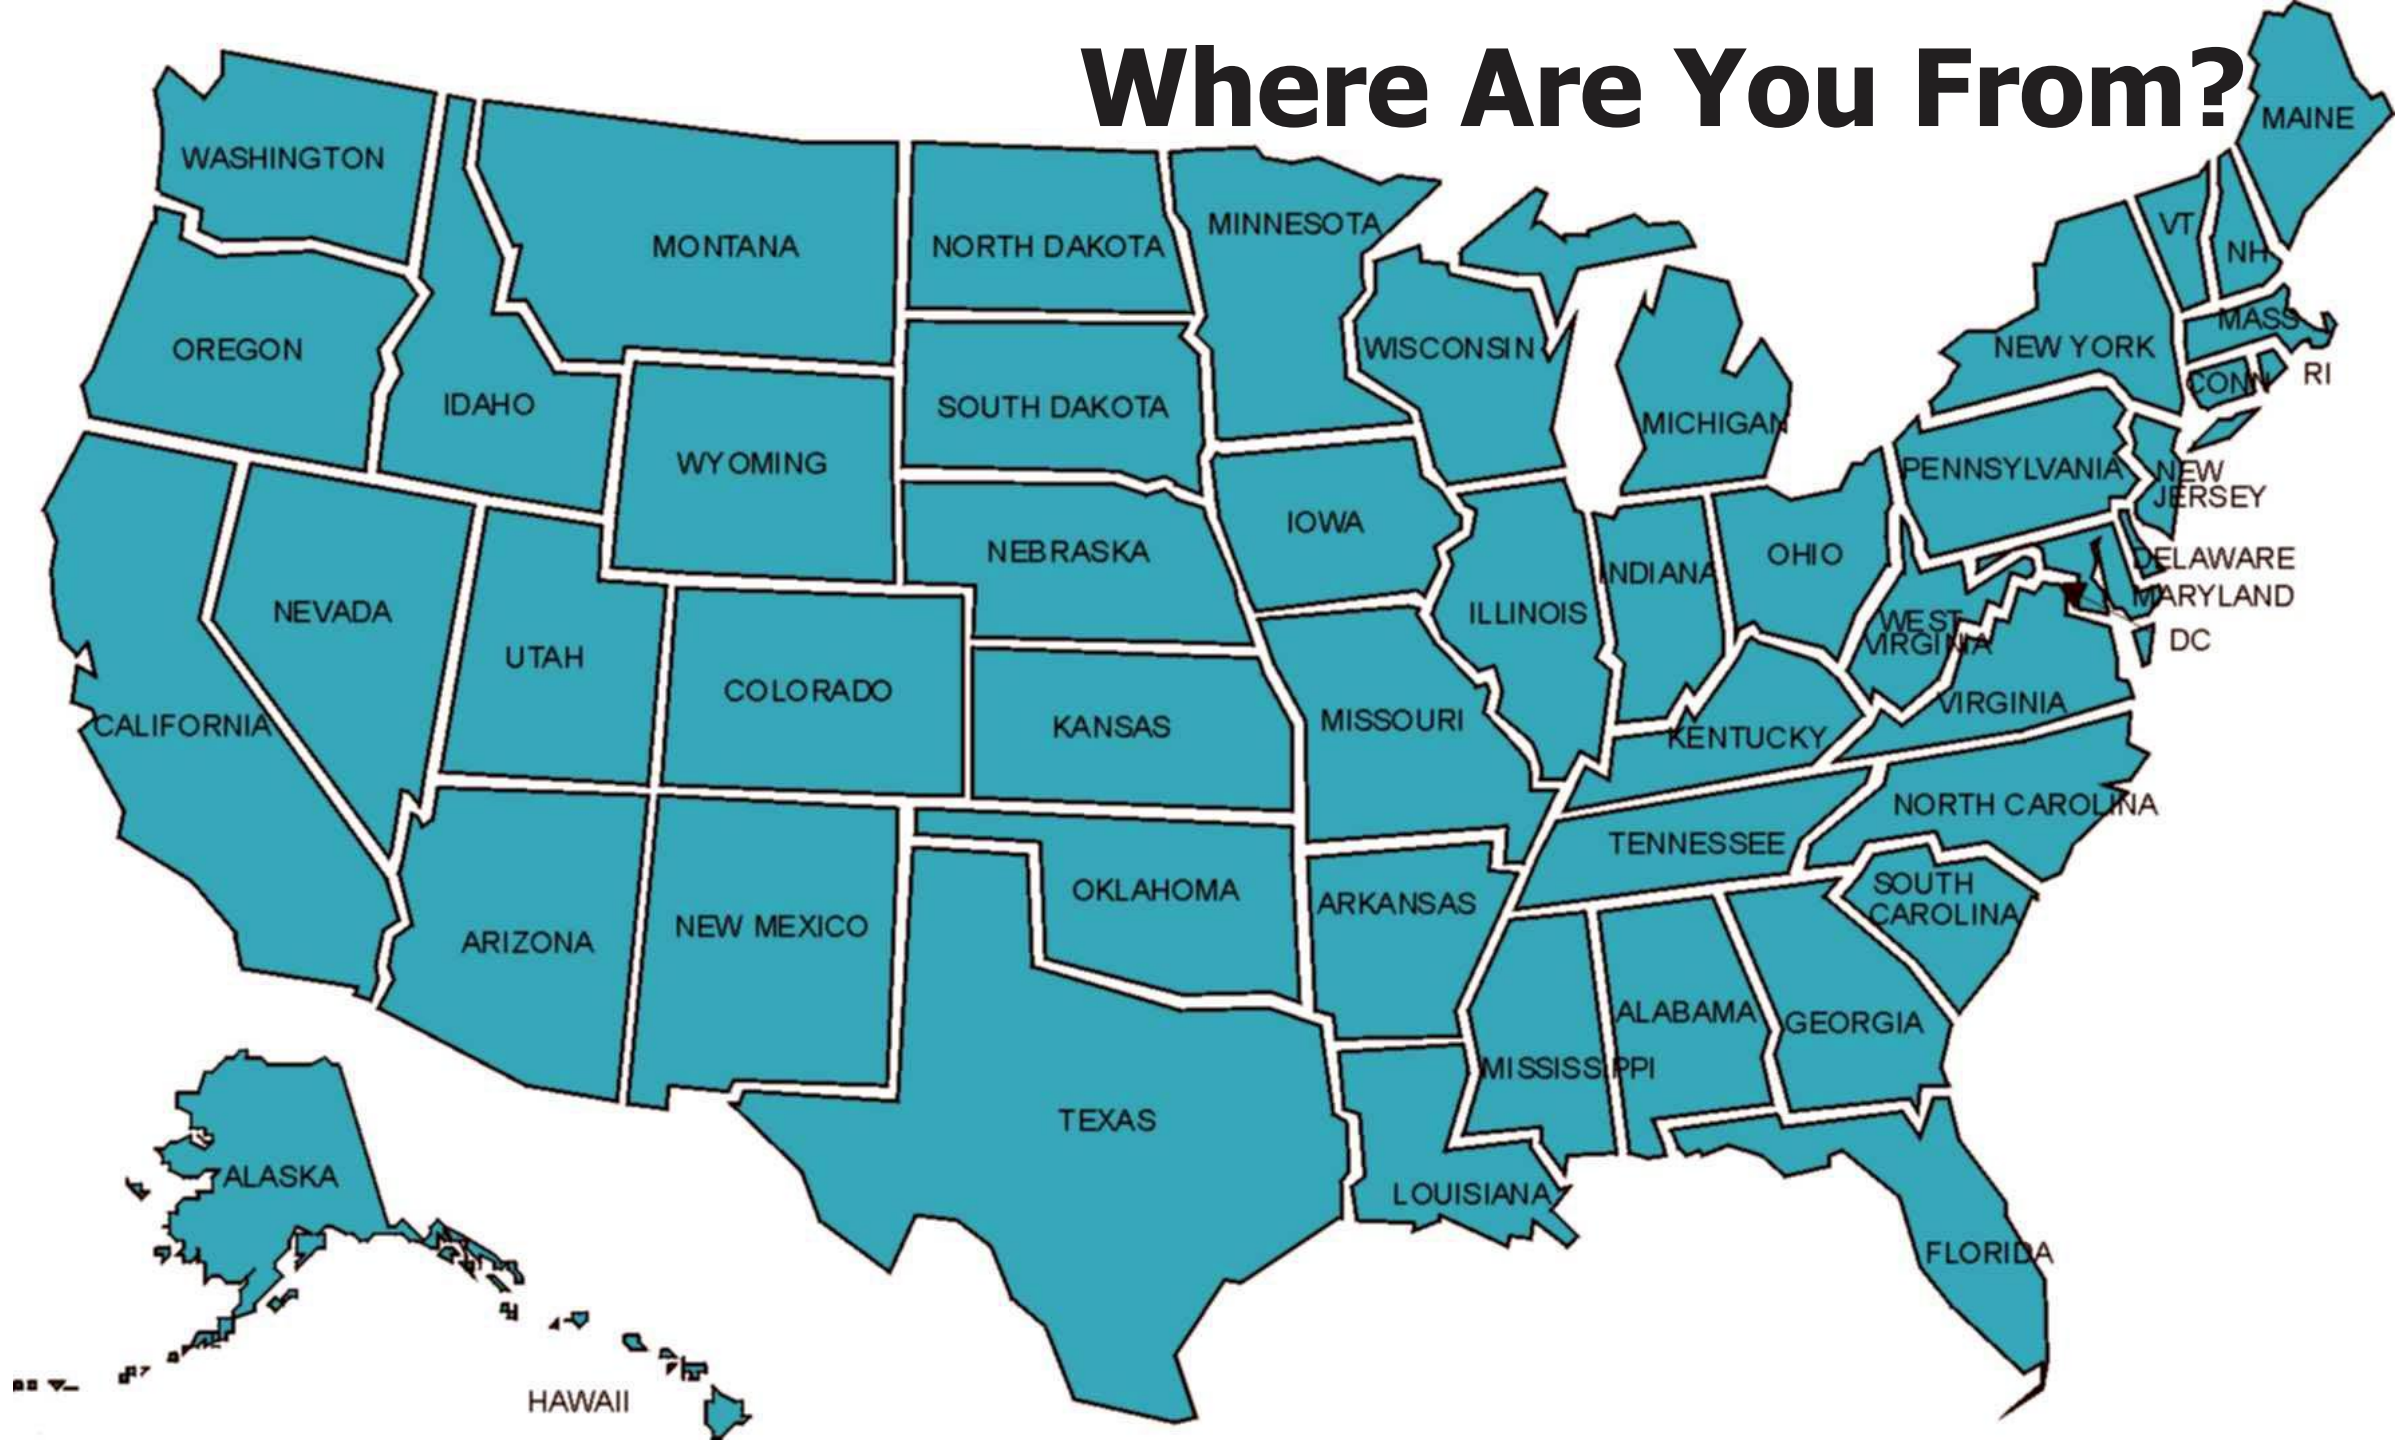 Where Are You From?
MAINE
WASHINGTON
VT
MINNESOTA
MONTANA
NORTH DAKOTA
NH
MASS
OREGON
WISCONSIN
NEW YORK
RI
CONN
IDAHO
SOUTH DAKOTA
MICHIGAN
WYOMING
PENNSYLVANIA
NEW
JERSEY
IOWA
NEBRASKA
OHIO
DELAWARE
INDIANA
MARYLAND
NEVADA
ILLINOIS
WEST
VIRGINIA
DC
UTAH
COLORADO
VIRGINIA
CALIFORNIA
KANSAS
MISSOURI
KENTUCKY
NORTH CAROLINA
TENNESSEE
OKLAHOMA
ARKANSAS
SOUTH
CAROLINA
ARIZONA
NEW MEXICO
ALABAMA
GEORGIA
MISSISSIPPI
TEXAS
ALASKA
LOUISIANA
FLORIDA
HAWAII